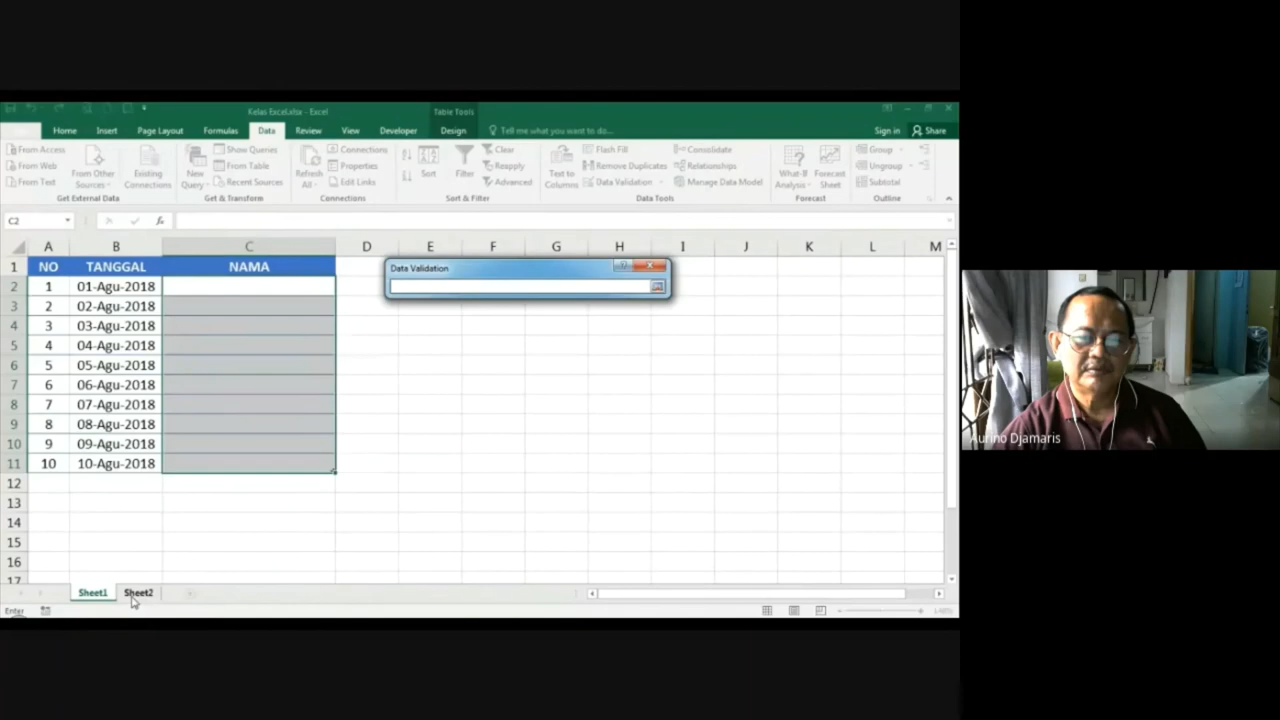 Kelas Excel.xlsx - Excel
Table Tools
Home Insert Page Layout Formulas Data Review View Developer Design Tell me what you want to do... Sign in Share
From Access
From Web
From Text
From Other Sources
Existing Connections
Get External Data
New Query
Show Queries
From Table
Recent Sources
Get & Transform
Refresh All
Connections
Properties
Edit Links
Connections
Sort
Filter
Clear
Reapply
Advanced
Sort & Filter
Text to Columns
Flash Fill
Remove Duplicates
Data Validation
Consolidate
Relationships
Manage Data Model
Data Tools
What-If Analysis
Forecast Sheet
Forecast
Group
Ungroup
Subtotal
Outline
C2 fx
A B C D E F G H I J K L M
1 NO TANGGAL NAMA
Data Validation
2 1 01-Agu-2018
3 2 02-Agu-2018
4 3 03-Agu-2018
5 4 04-Agu-2018
6 5 05-Agu-2018
7 6 06-Agu-2018
8 7 07-Agu-2018
9 8 08-Agu-2018
10 9 09-Agu-2018
11 10 10-Agu-2018
12
13
14
15
16
17
Sheet1 Sheet2
Enter
Aurino Djamaris